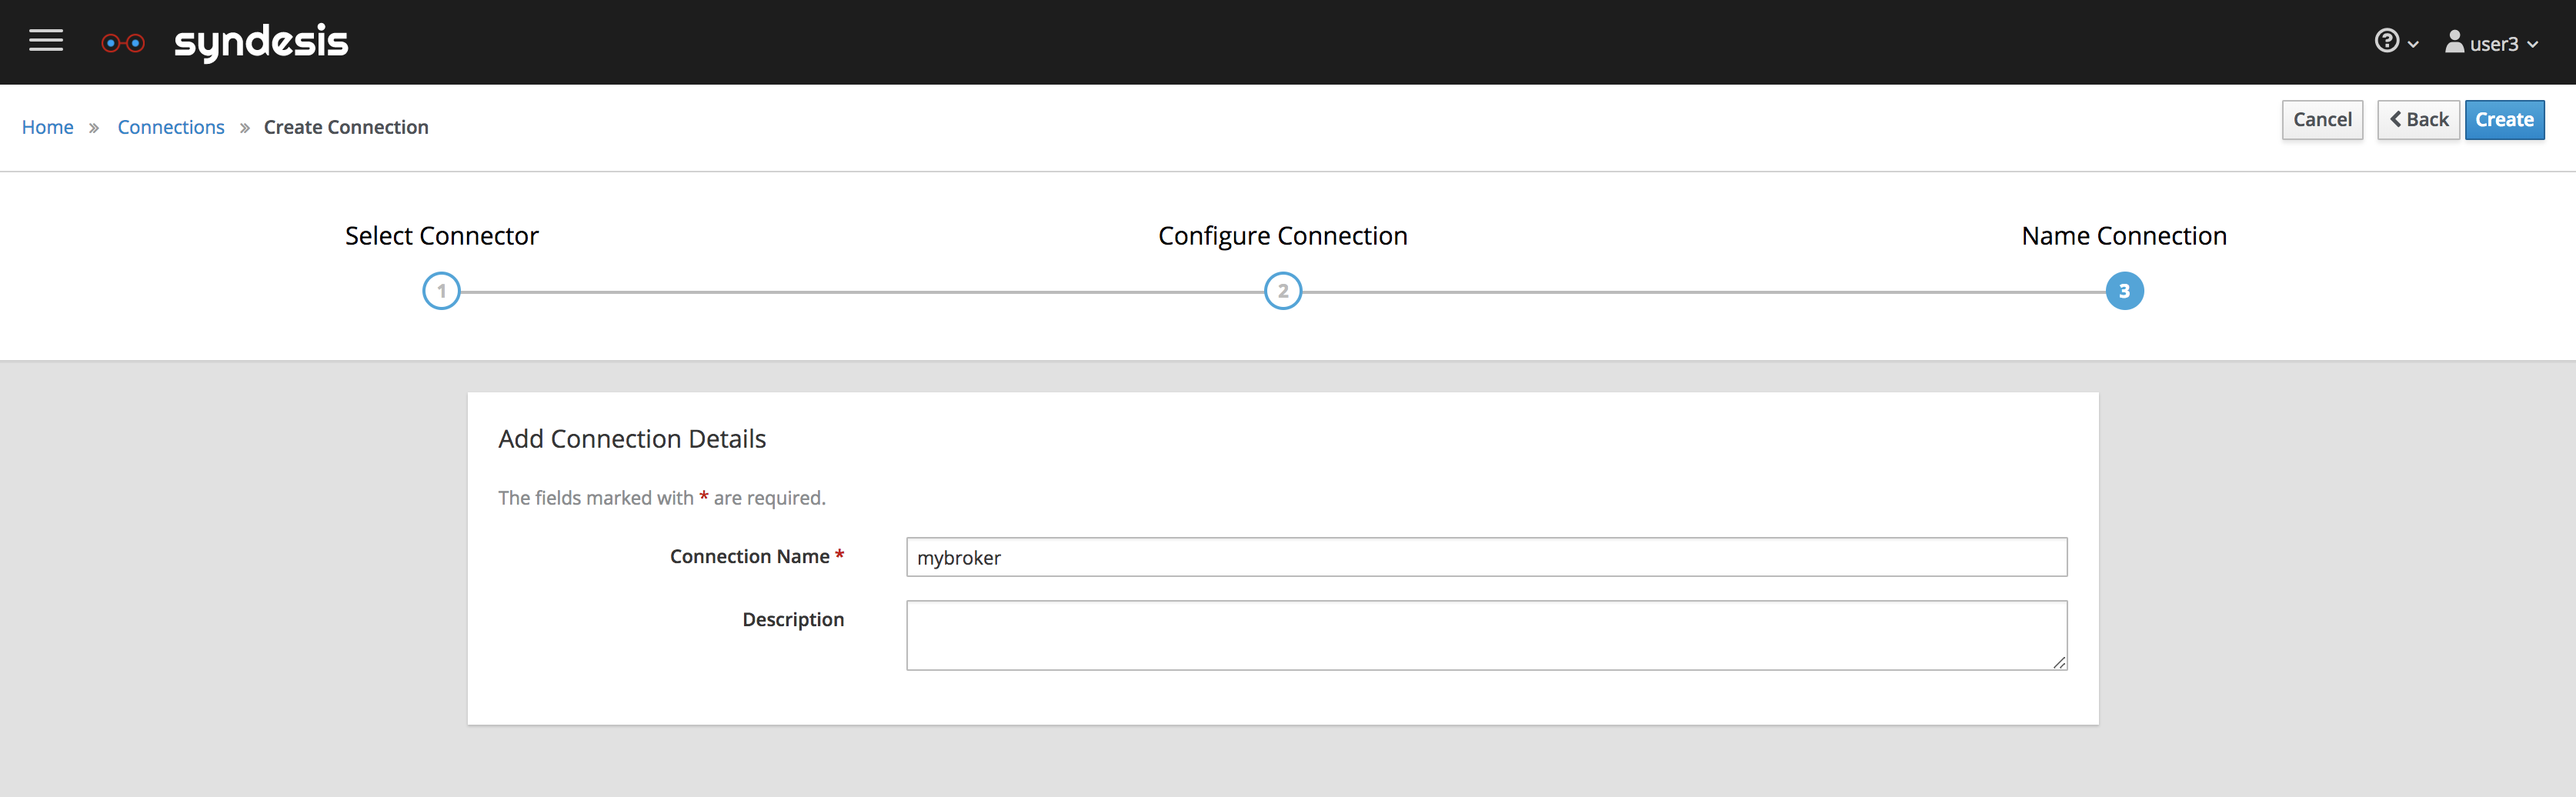 syndesis
user3
Home » Connections » Create Connection
Cancel
Back
Create
Select Connector
Configure Connection
Name Connection
1
2
3
Add Connection Details
The fields marked with * are required.
Connection Name *
mybroker
Description